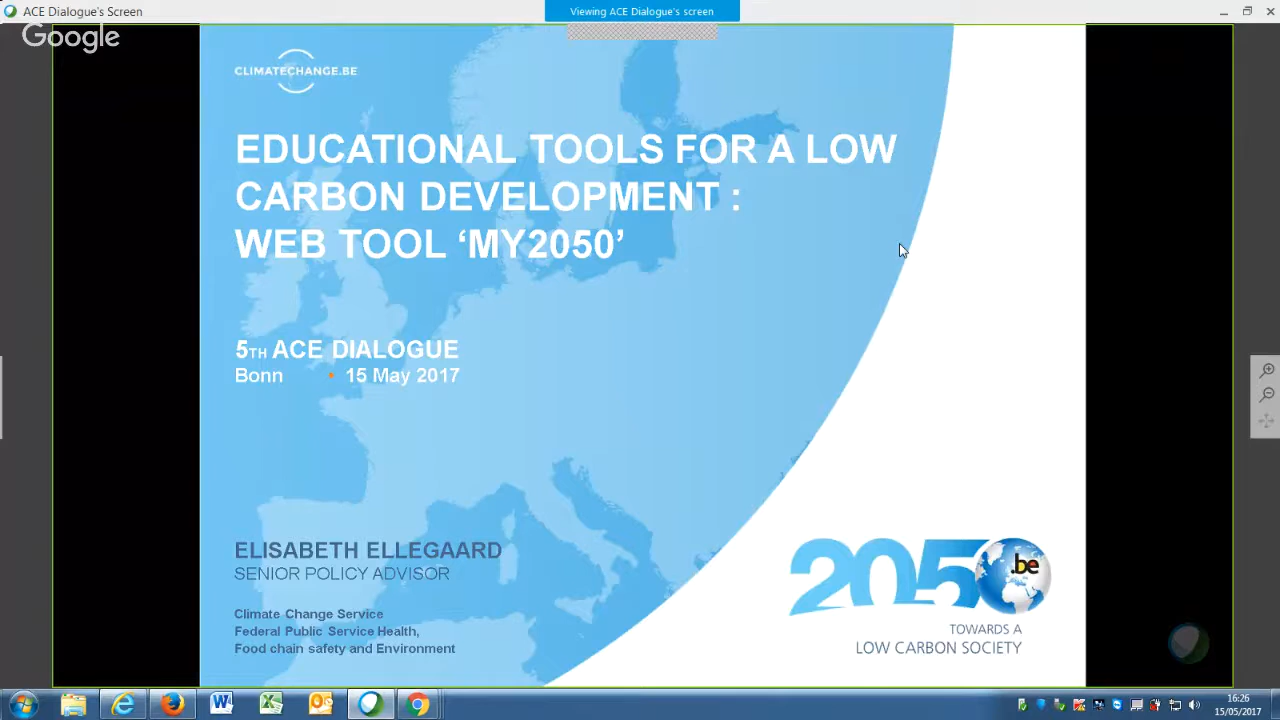 ACE Dialogue's Screen
Viewing ACE Dialogue's screen
Google
CLIMATECHANGE.BE
EDUCATIONAL TOOLS FOR A LOW
CARBON DEVELOPMENT :
WEB TOOL ‘MY2050’
5TH ACE DIALOGUE
Bonn • 15 May 2017
ELISABETH ELLEGAARD
SENIOR POLICY ADVISOR
Climate Change Service
Federal Public Service Health,
Food chain safety and Environment
2050 .be
TOWARDS A
LOW CARBON SOCIETY
16:26
15/05/2017